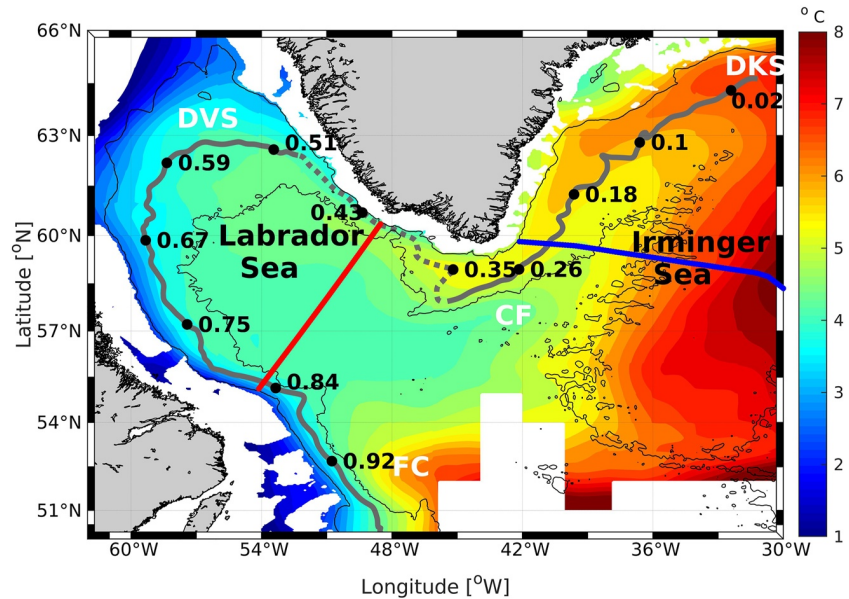 ° C
66°N
8
DKS
0.02
DVS
7
63°N
0.51
0.1
0.59
6
0.18
0.43
60°N
0.67
Labrador
Sea
Irminger
Sea
5
0.35
0.26
Latitude [°N]
57°N
0.75
CF
4
0.84
3
54°N
0.92
FC
2
51°N
1
60°W
54°W
48°W
42°W
36°W
30°W
Longitude [°W]